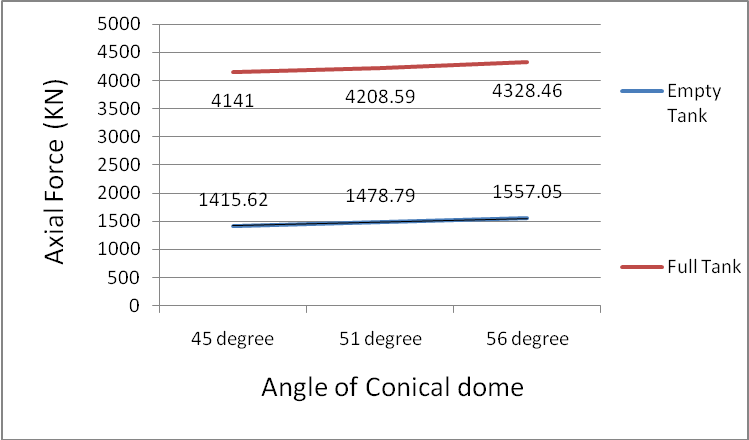 5000
4500
4000
3500
3000
2500
2000
1500
1000
500
0
Axial Force (KN)
4141
4208.59
4328.46
1415.62
1478.79
1557.05
45 degree
51 degree
56 degree
Angle of Conical dome
Empty
Tank
Full Tank